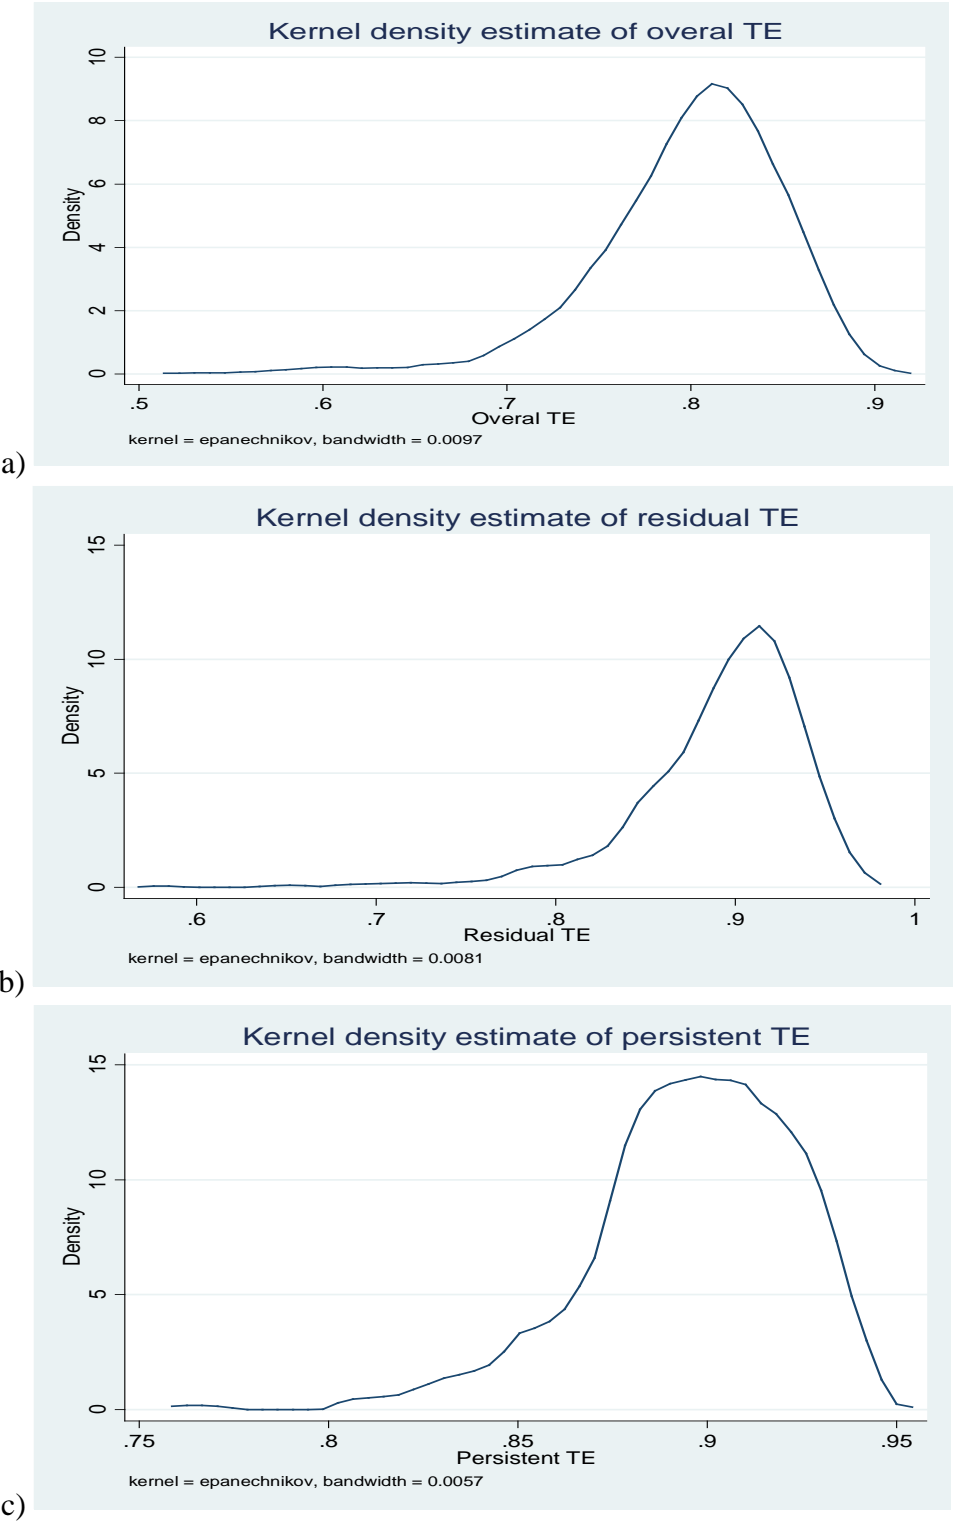 Kernel density estimate of overal TE
10
8
6
4
2
0
Density
.5 .6 .7 .8 .9
Overal TE
kernel = epanechnikov, bandwidth = 0.0097
a)
Kernel density estimate of residual TE
15
10
5
0
Density
.6 .7 .8 .9 1
Residual TE
kernel = epanechnikov, bandwidth = 0.0081
b)
Kernel density estimate of persistent TE
15
10
5
0
Density
.75 .8 .85 .9 .95
Persistent TE
kernel = epanechnikov, bandwidth = 0.0057
c)